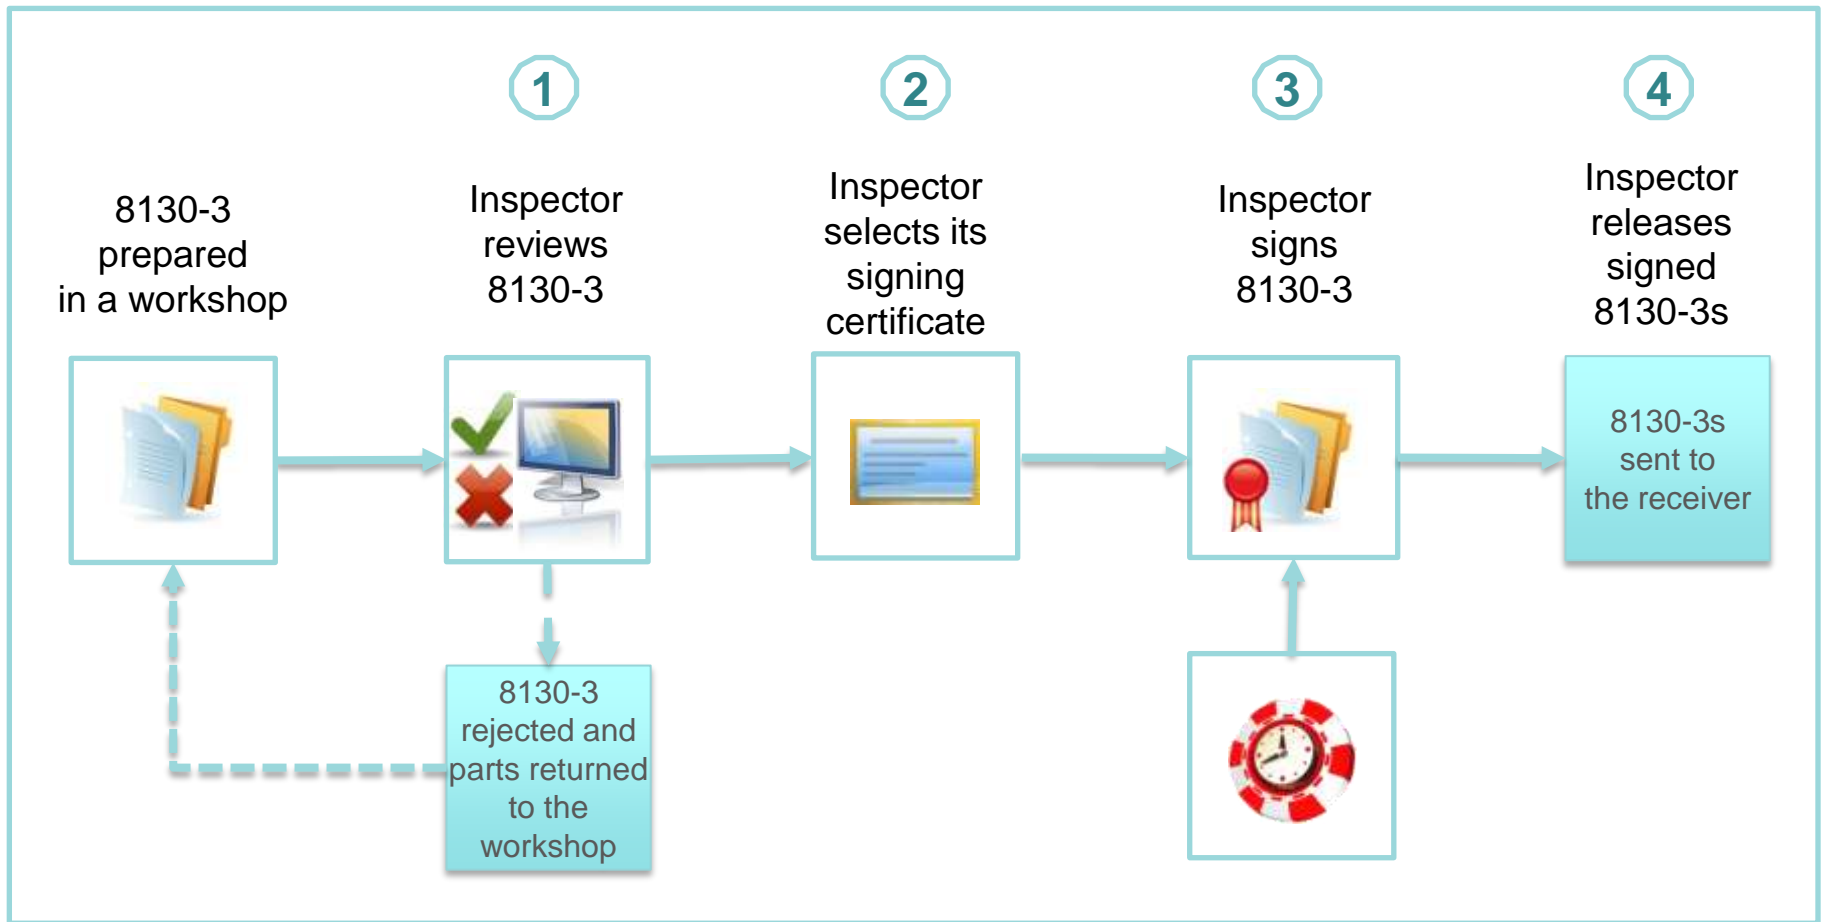 1
2
3
4
8130-3
prepared
in a workshop
Inspector
reviews
8130-3
Inspector
selects its
signing
certificate
Inspector
signs
8130-3
Inspector
releases
signed
8130-3s
8130-3s
sent to
the receiver
8130-3
rejected and
parts returned
to the
workshop